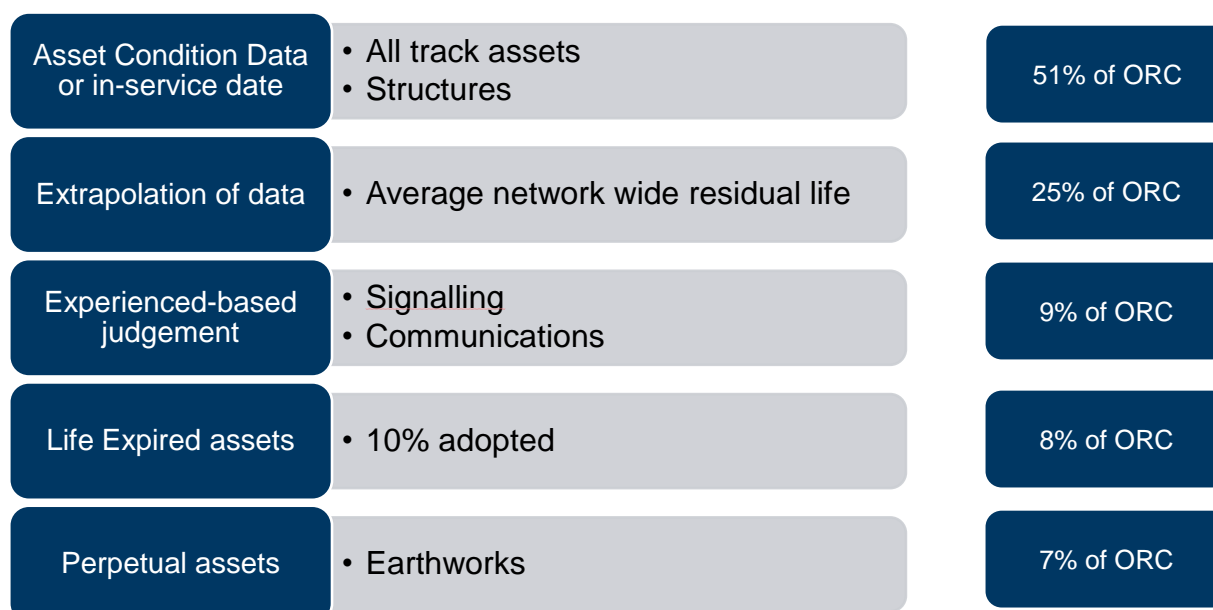 Asset Condition Data
or in-service date
• All track assets
• Structures
51% of ORC
Extrapolation of data
• Average network wide residual life
25% of ORC
Experienced-based
judgement
• Signalling
• Communications
9% of ORC
Life Expired assets
• 10% adopted
8% of ORC
Perpetual assets
• Earthworks
7% of ORC